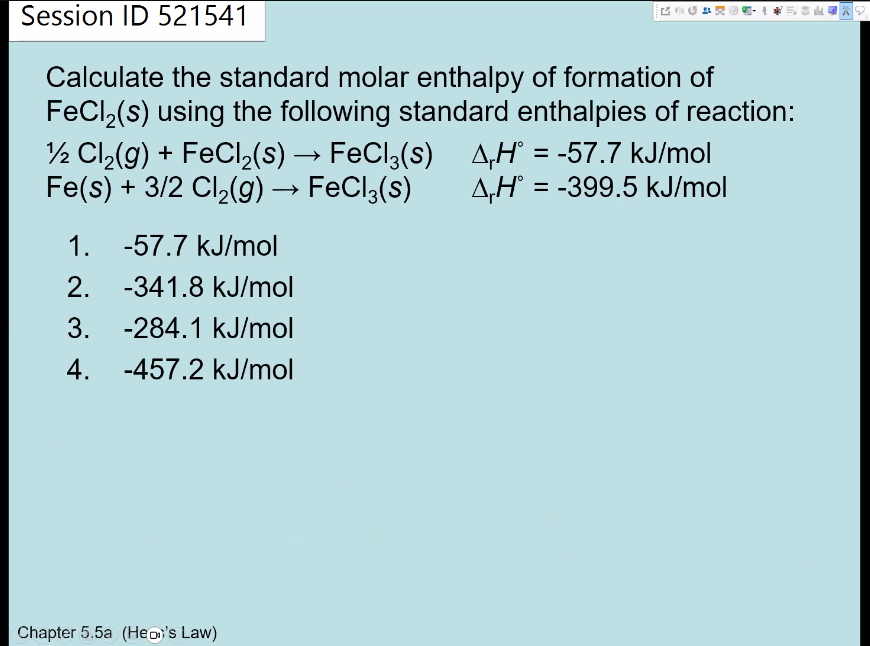 Session ID 521541
Calculate the standard molar enthalpy of formation of
FeCl₂(s) using the following standard enthalpies of reaction:
½ Cl₂(g) + FeCl₂(s) → FeCl₃(s) ΔᵣH° = -57.7 kJ/mol
Fe(s) + 3/2 Cl₂(g) → FeCl₃(s) ΔᵣH° = -399.5 kJ/mol
1. -57.7 kJ/mol
2. -341.8 kJ/mol
3. -284.1 kJ/mol
4. -457.2 kJ/mol
Chapter 5.5a (Hess's Law)